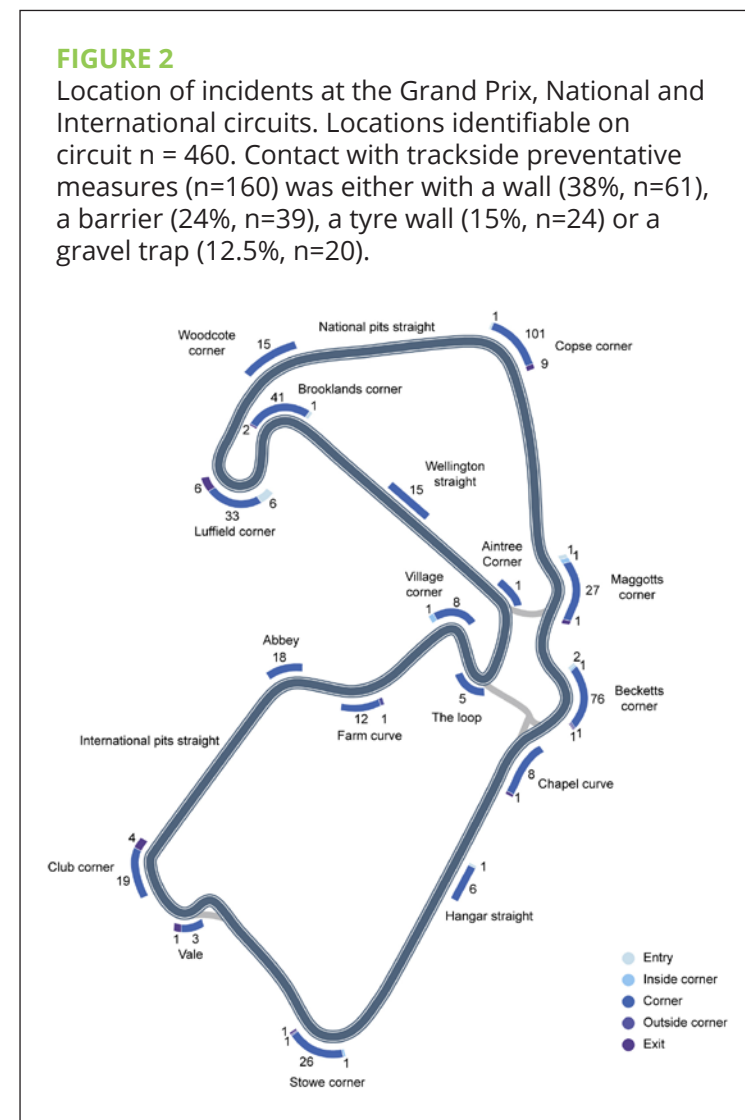 FIGURE 2
Location of incidents at the Grand Prix, National and
International circuits. Locations identifiable on
circuit n = 460. Contact with trackside preventative
measures (n=160) was either with a wall (38%, n=61),
a barrier (24%, n=39), a tyre wall (15%, n=24) or a
gravel trap (12.5%, n=20).
Woodcote
corner
15
National pits straight
1
101
9
Copse corner
Brooklands corner
41
1
2
6
33
6
Luffield corner
Wellington
straight
15
Aintree
Corner
1
1
1
27
1
Maggotts
corner
Village
corner
1
8
Abbey
18
5
The loop
2
1
76
1
1
Becketts
corner
12
1
Farm curve
International pits straight
8
1
Chapel curve
4
19
Club corner
1
6
Hangar straight
1
3
Vale
1
1
26
1
Stowe corner
Entry
Inside corner
Corner
Outside corner
Exit